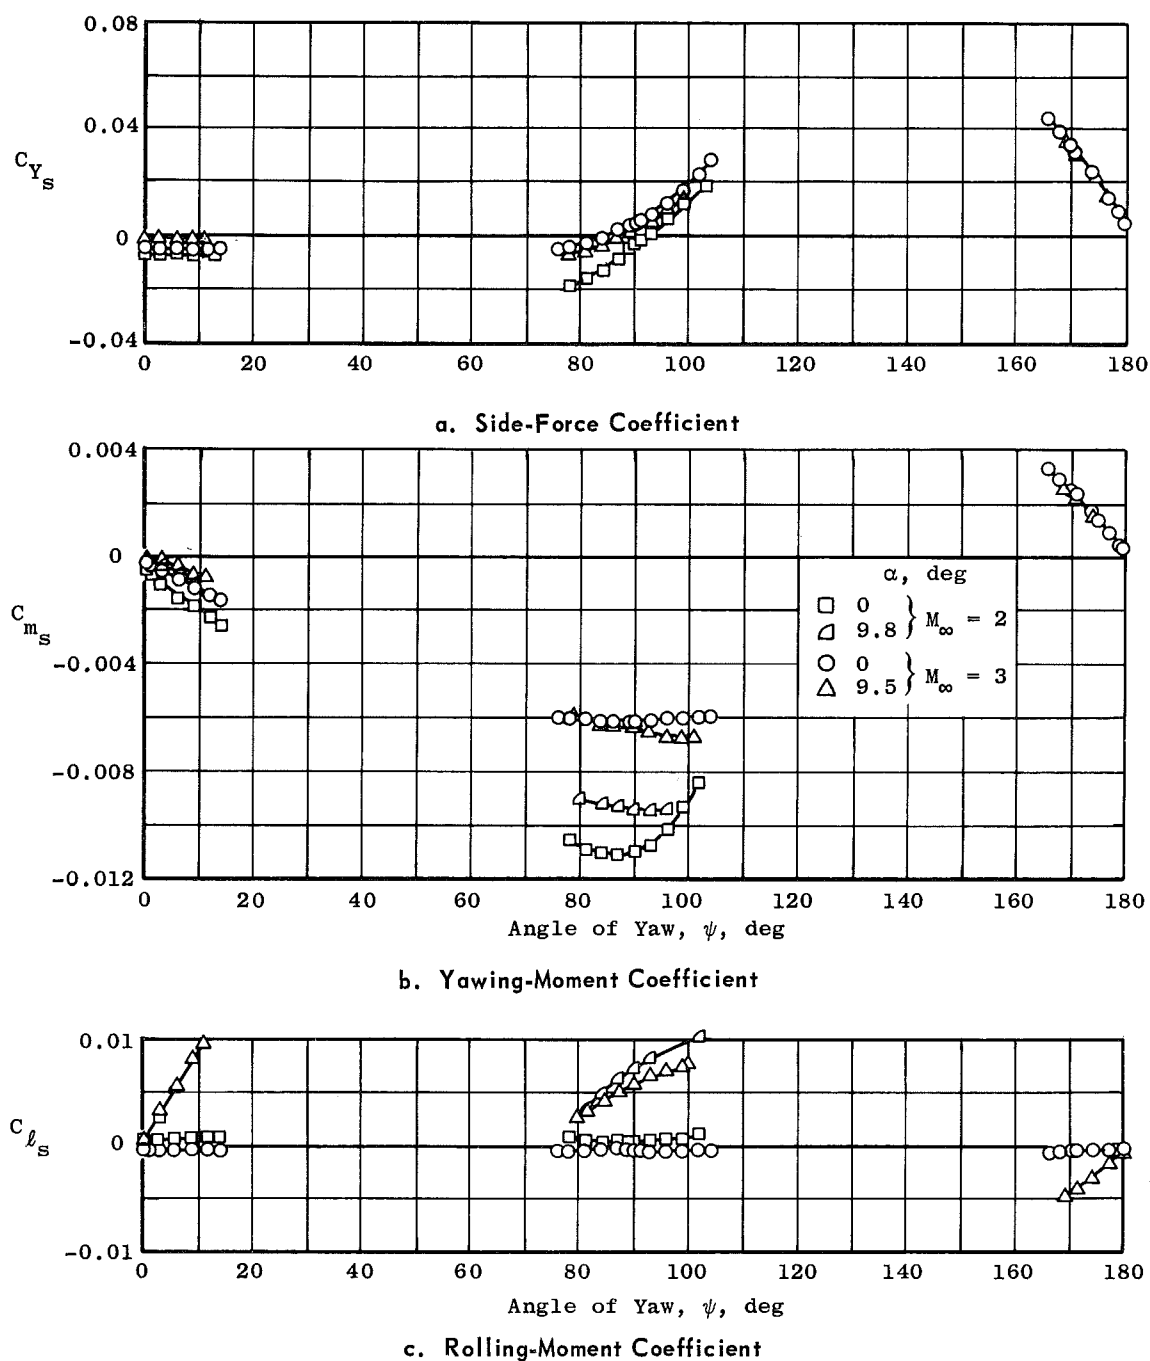 0.08
0.04
C_Y_s
0
-0.04
0 20 40 60 80 100 120 140 160 180
a. Side-Force Coefficient
0.004
0
α, deg
□ 0 } M∞ = 2
9.8
C_m_s
○ 0 } M∞ = 3
△ 9.5
-0.004
-0.008
-0.012
0 20 40 60 80 100 120 140 160 180
Angle of Yaw, ψ, deg
b. Yawing-Moment Coefficient
0.01
C_ℓ_s
0
-0.01
0 20 40 60 80 100 120 140 160 180
Angle of Yaw, ψ, deg
c. Rolling-Moment Coefficient